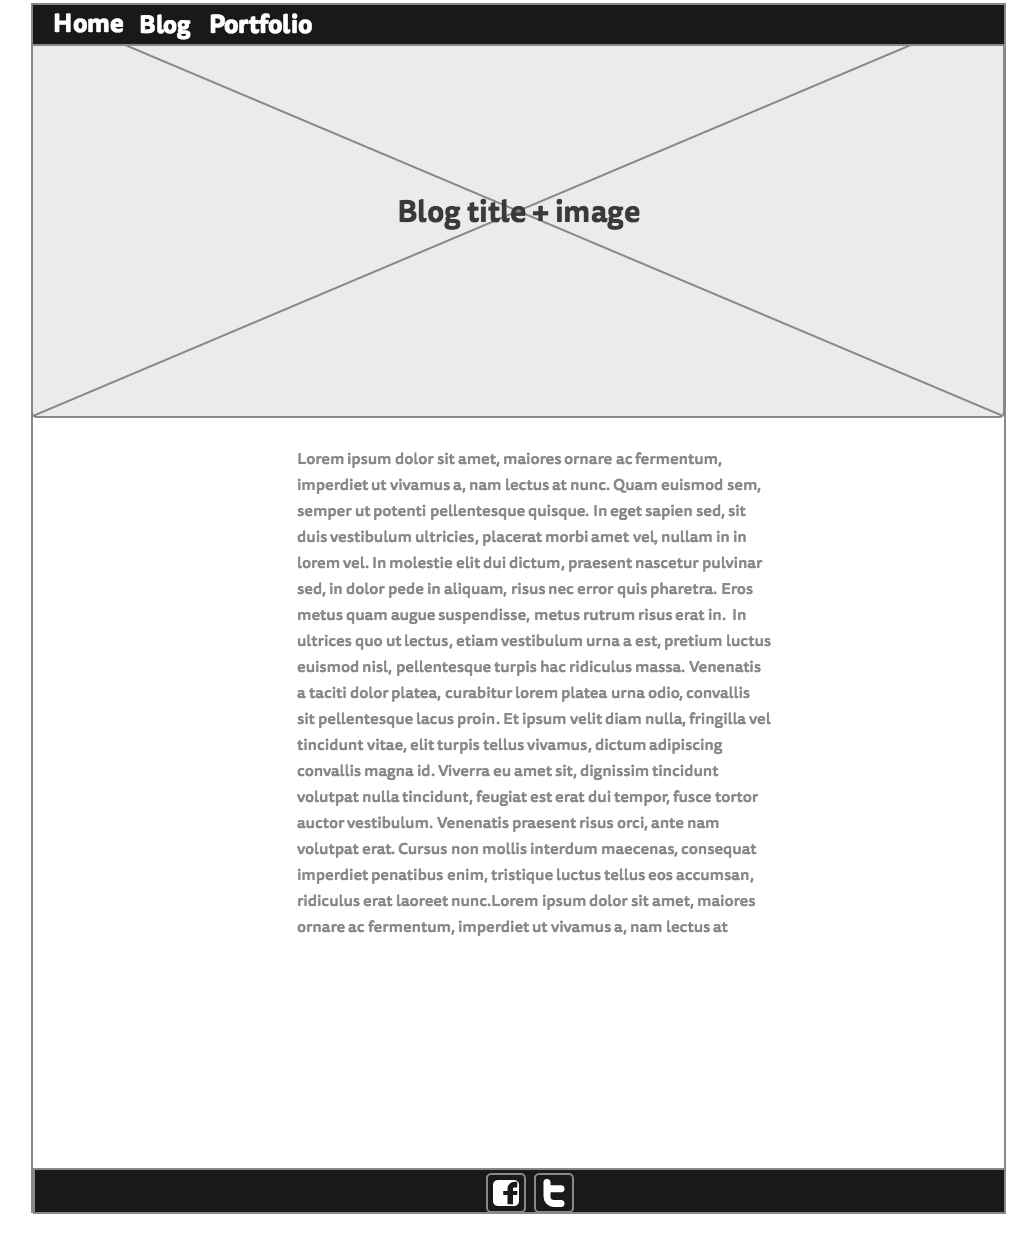 Home Blog Portfolio
Blog title + image
Lorem ipsum dolor sit amet, maiores ornare ac fermentum,
imperdiet ut vivamus a, nam lectus at nunc. Quam euismod sem,
semper ut potenti pellentesque quisque. In eget sapien sed, sit
duis vestibulum ultricies, placerat morbi amet vel, nullam in in
lorem vel. In molestie elit dui dictum, praesent nascetur pulvinar
sed, in dolor pede in aliquam, risus nec error quis pharetra. Eros
metus quam augue suspendisse, metus rutrum risus erat in.  In
ultrices quo ut lectus, etiam vestibulum urna a est, pretium luctus
euismod nisl, pellentesque turpis hac ridiculus massa. Venenatis
a taciti dolor platea, curabitur lorem platea urna odio, convallis
sit pellentesque lacus proin. Et ipsum velit diam nulla, fringilla vel
tincidunt vitae, elit turpis tellus vivamus, dictum adipiscing
convallis magna id. Viverra eu amet sit, dignissim tincidunt
volutpat nulla tincidunt, feugiat est erat dui tempor, fusce tortor
auctor vestibulum. Venenatis praesent risus orci, ante nam
volutpat erat. Cursus non mollis interdum maecenas, consequat
imperdiet penatibus enim, tristique luctus tellus eos accumsan,
ridiculus erat laoreet nunc.Lorem ipsum dolor sit amet, maiores
ornare ac fermentum, imperdiet ut vivamus a, nam lectus at